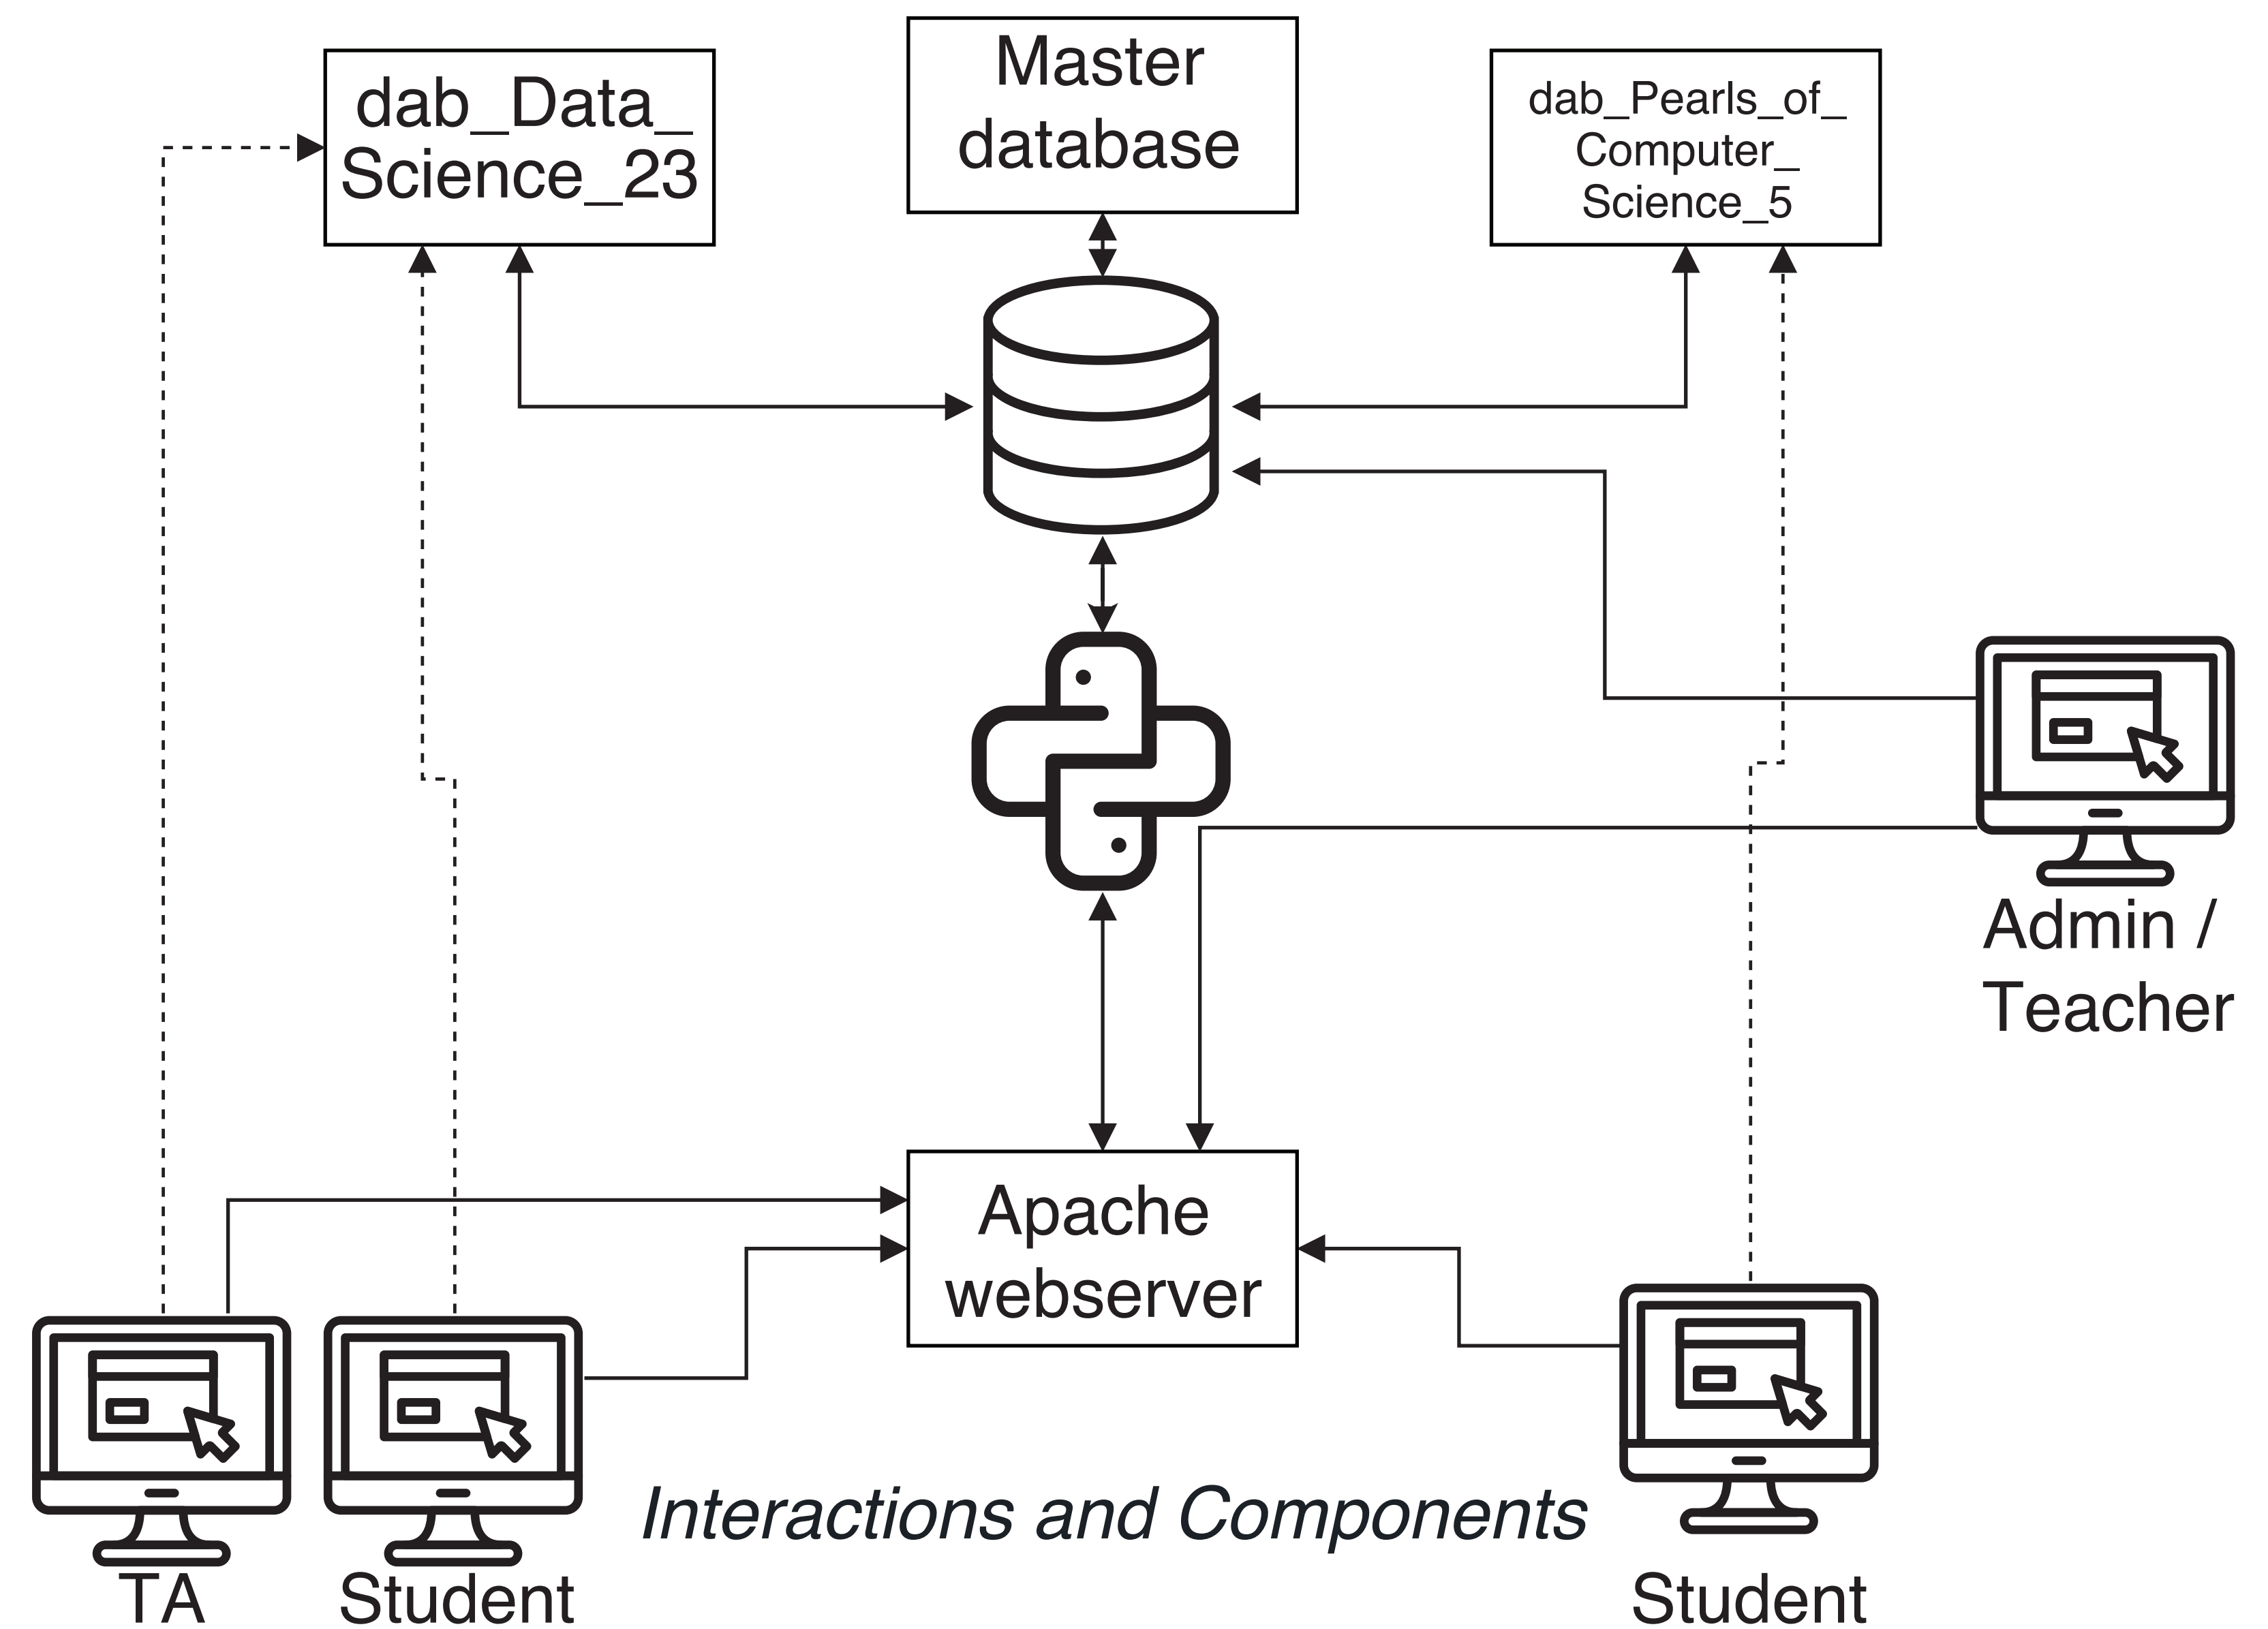 dab_Data_
Science_23
Master
database
dab_Pearls_of_
Computer_
Science_5
Admin /
Teacher
Apache
webserver
Interactions and Components
TA
Student
Student